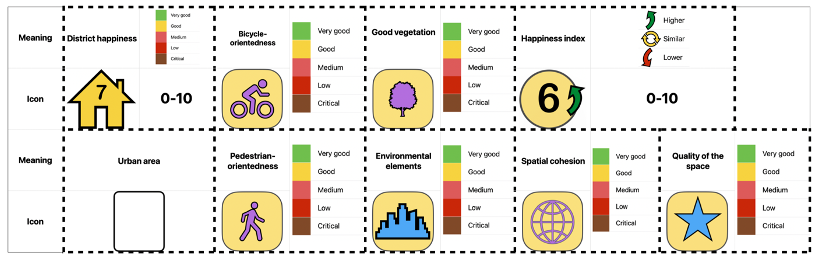 Meaning
District happiness
Very good
Good
Medium
Low
Critical
Bicycle-
orientedness
Very good
Good
Medium
Low
Critical
Good vegetation
Very good
Good
Medium
Low
Critical
Happiness index
Higher
Similar
Lower
Icon
7
0-10
6
0-10
Meaning
Urban area
Pedestrian-
orientedness
Very good
Good
Medium
Low
Critical
Environmental
elements
Very good
Good
Medium
Low
Critical
Spatial cohesion
Very good
Good
Medium
Low
Critical
Quality of the
space
Very good
Good
Medium
Low
Critical
Icon